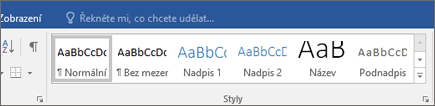 Zobrazení Řekněte mi, co chcete udělat...
AaBbCcDc AaBbCcDc AaBbCc AaBbCcD AaB AaBbCcD
¶ Normální ¶ Bez mezer Nadpis 1 Nadpis 2 Název Podnadpis
Styly